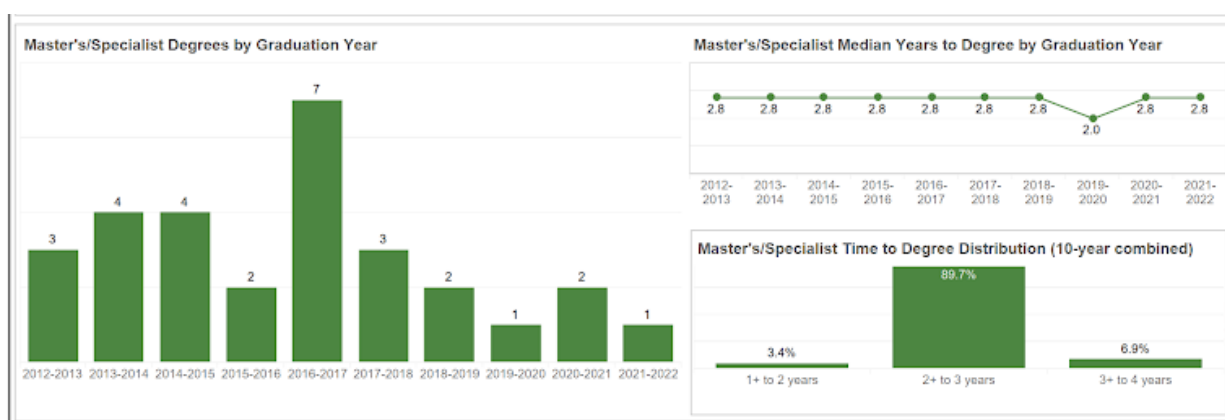 Master's/Specialist Degrees by Graduation Year
3
4
4
2
7
3
2
1
2
1
2012-2013 2013-2014 2014-2015 2015-2016 2016-2017 2017-2018 2018-2019 2019-2020 2020-2021 2021-2022
Master's/Specialist Median Years to Degree by Graduation Year
2.8 2.8 2.8 2.8 2.8 2.8 2.8 2.0 2.8 2.8
2012- 2013- 2014- 2015- 2016- 2017- 2018- 2019- 2020- 2021-
2013 2014 2015 2016 2017 2018 2019 2020 2021 2022
Master's/Specialist Time to Degree Distribution (10-year combined)
3.4% 89.7% 6.9%
1+ to 2 years 2+ to 3 years 3+ to 4 years